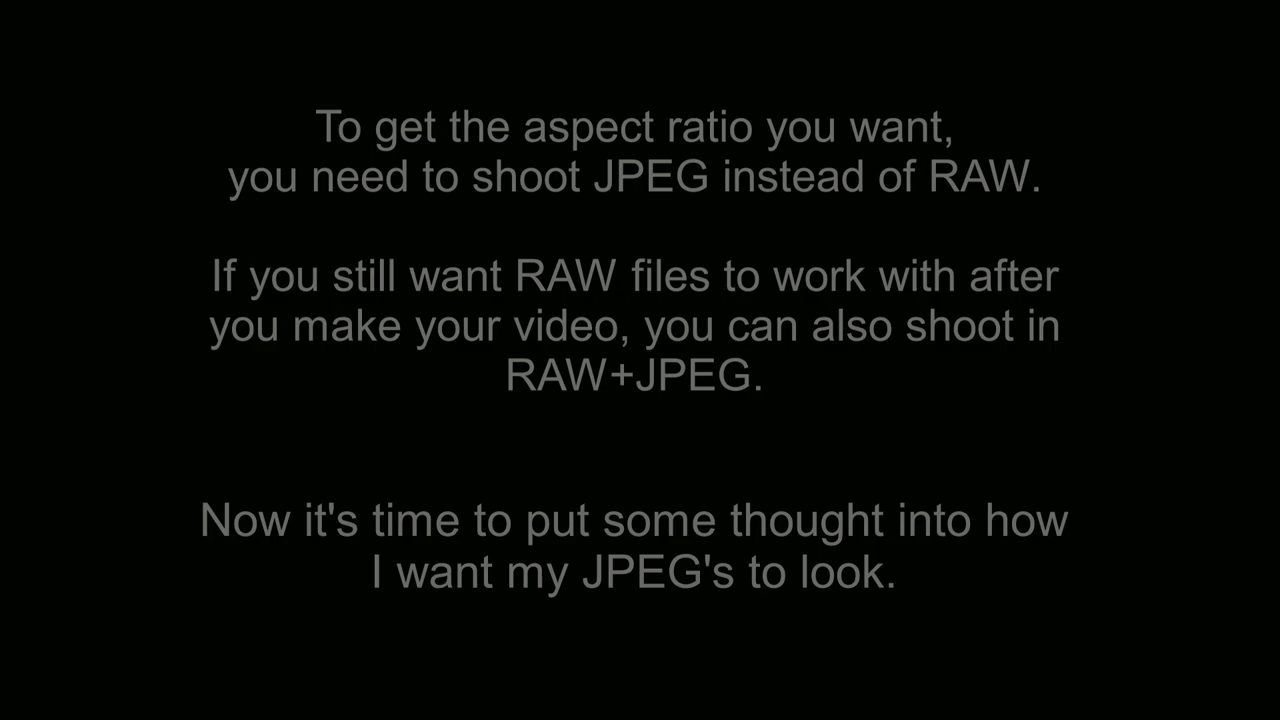 To get the aspect ratio you want,
you need to shoot JPEG instead of RAW.
If you still want RAW files to work with after
you make your video, you can also shoot in
RAW+JPEG.
Now it's time to put some thought into how
I want my JPEG's to look.